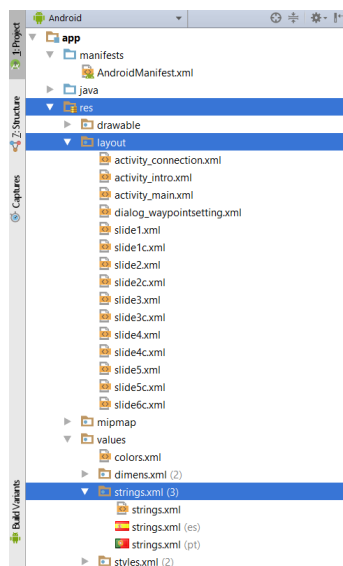 Android
1: Project
7: Structure
Captures
Build Variants
app
manifests
AndroidManifest.xml
java
res
drawable
layout
activity_connection.xml
activity_intro.xml
activity_main.xml
dialog_waypointsetting.xml
slide1.xml
slide1c.xml
slide2.xml
slide2c.xml
slide3.xml
slide3c.xml
slide4.xml
slide4c.xml
slide5.xml
slide5c.xml
slide6c.xml
mipmap
values
colors.xml
dimens.xml (2)
strings.xml (3)
strings.xml
strings.xml (es)
strings.xml (pt)
styles.xml (2)